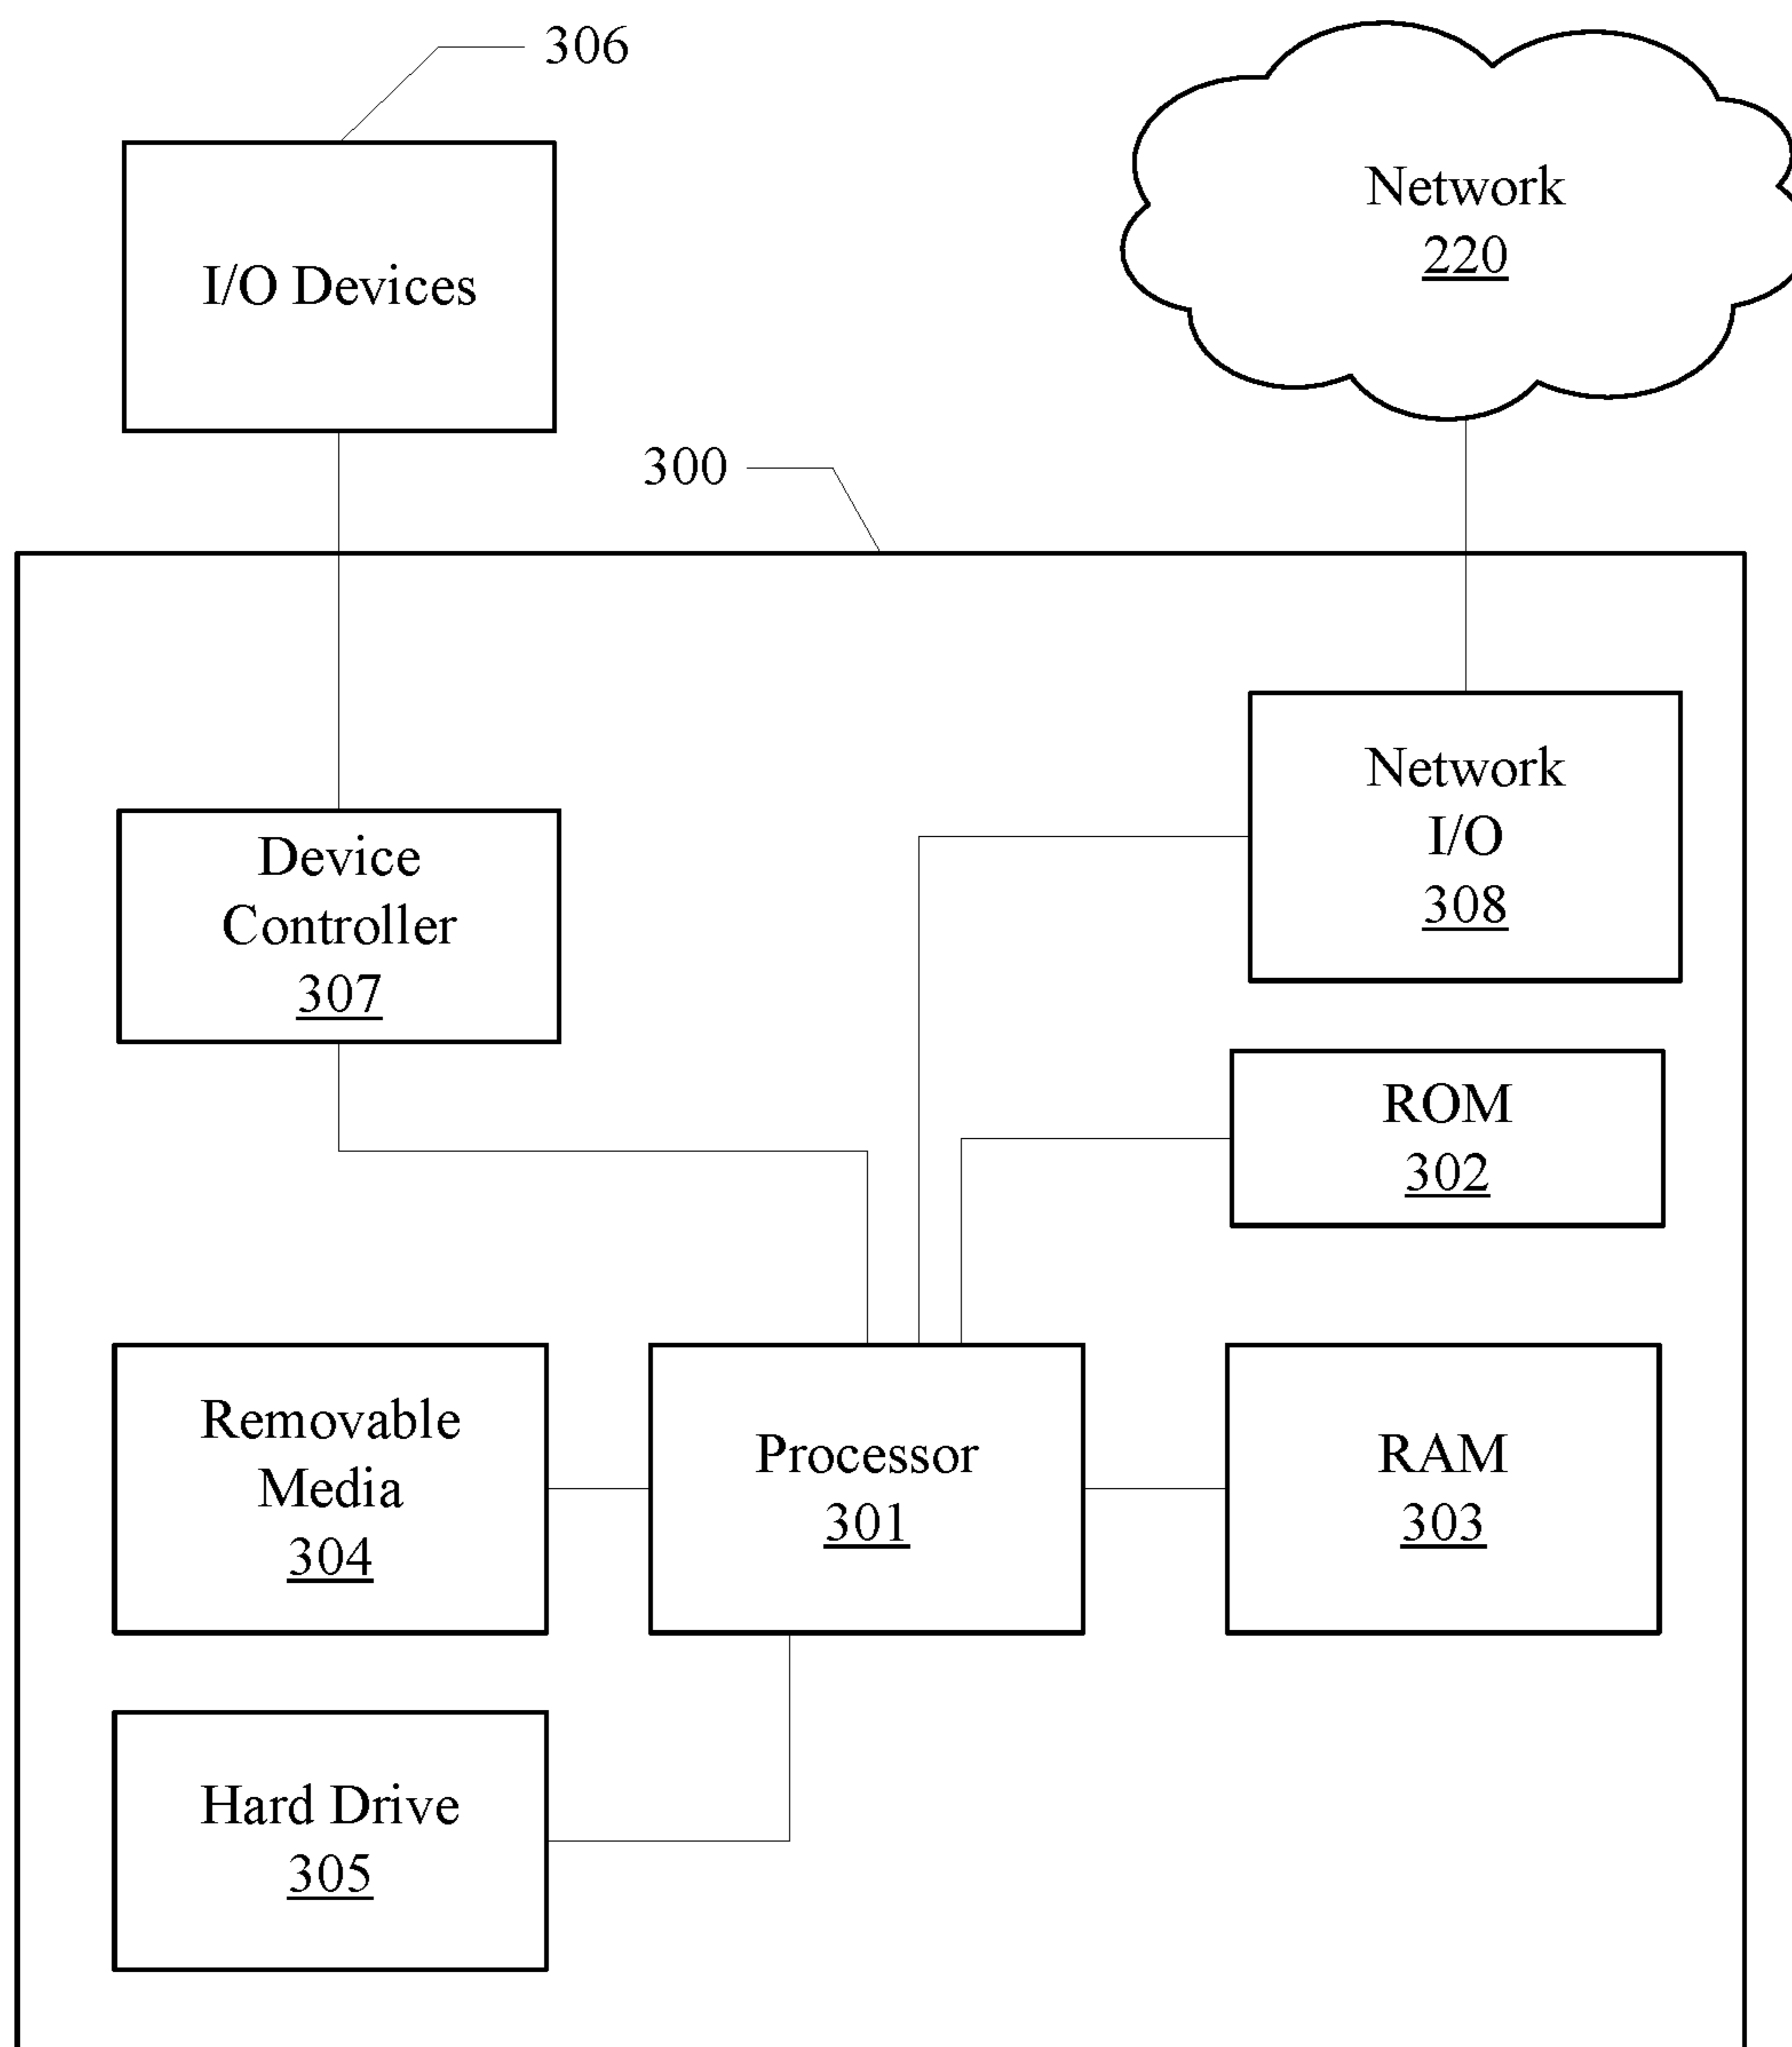 306
I/O Devices
Network
220
300
Network
I/O
308
Device
Controller
307
ROM
302
Removable
Media
304
Processor
301
RAM
303
Hard Drive
305